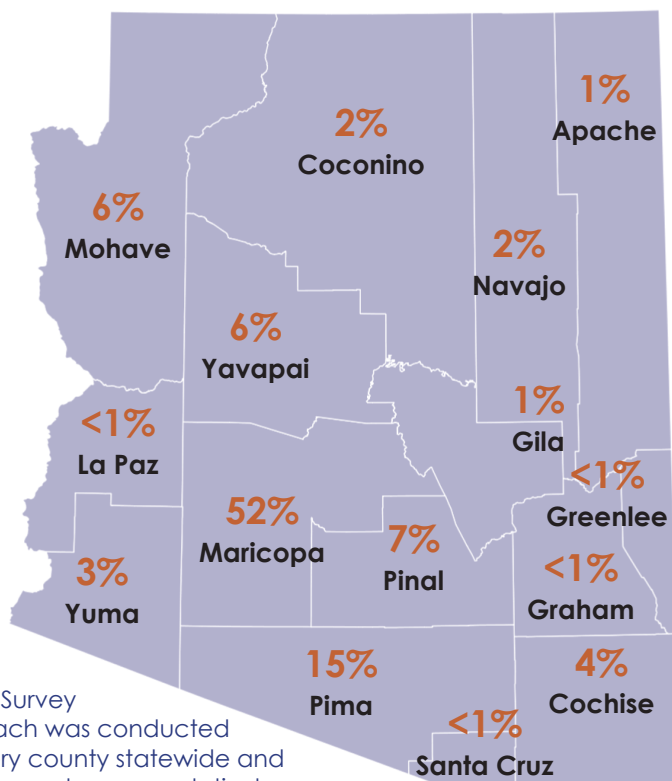 1%
Apache
2%
Coconino
6%
Mohave
2%
Navajo
6%
Yavapai
1%
Gila
<1%
La Paz
<1%
Greenlee
52%
Maricopa
7%
Pinal
<1%
Graham
3%
Yuma
15%
Pima
4%
Cochise
<1%
Santa Cruz
Survey
was conducted
county statewide and